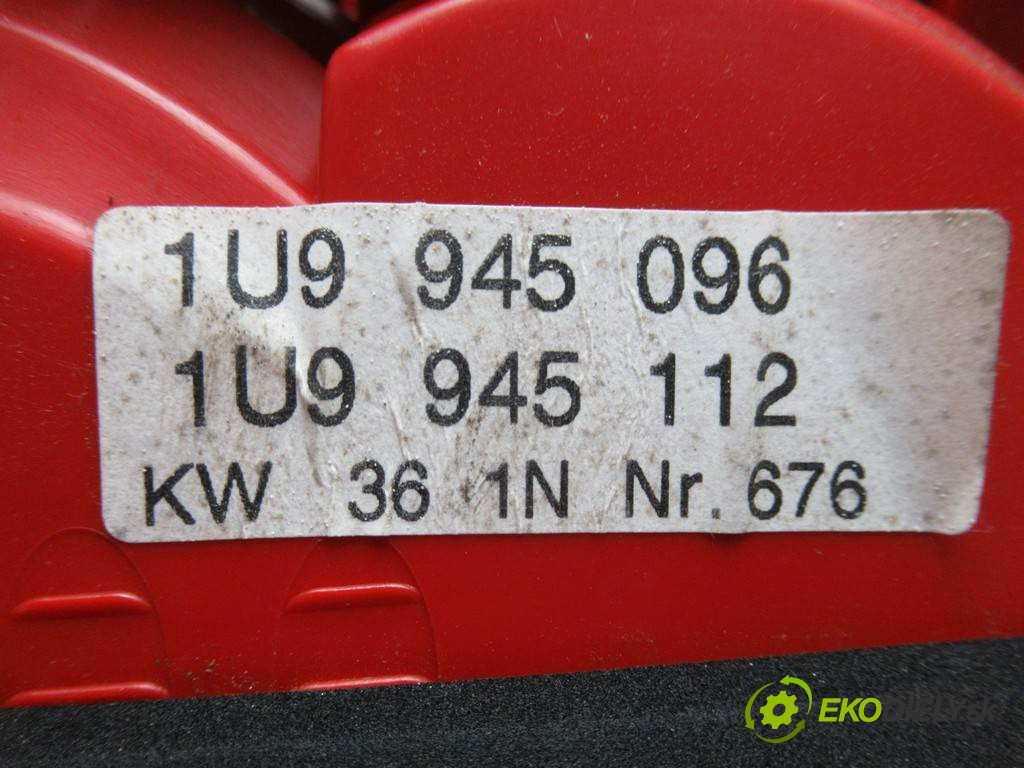 1U9 945 096
1U9 945 112
KW 36 1N Nr. 676
EKODIELY.sk